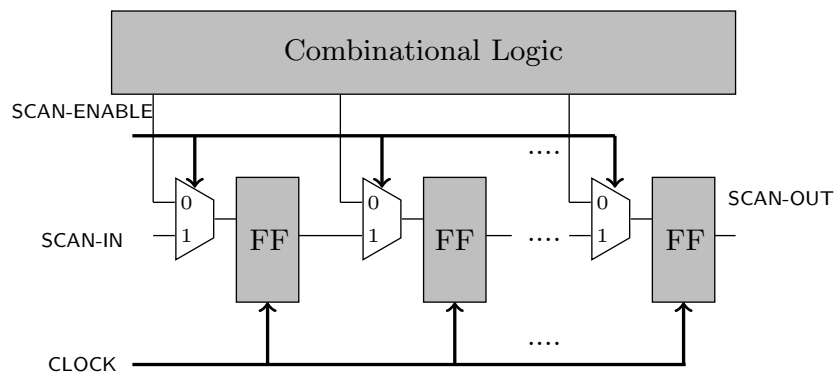 Combinational Logic
SCAN-ENABLE
....
0
0
0
SCAN-OUT
1
FF
1
FF
....
1
FF
SCAN-IN
....
CLOCK